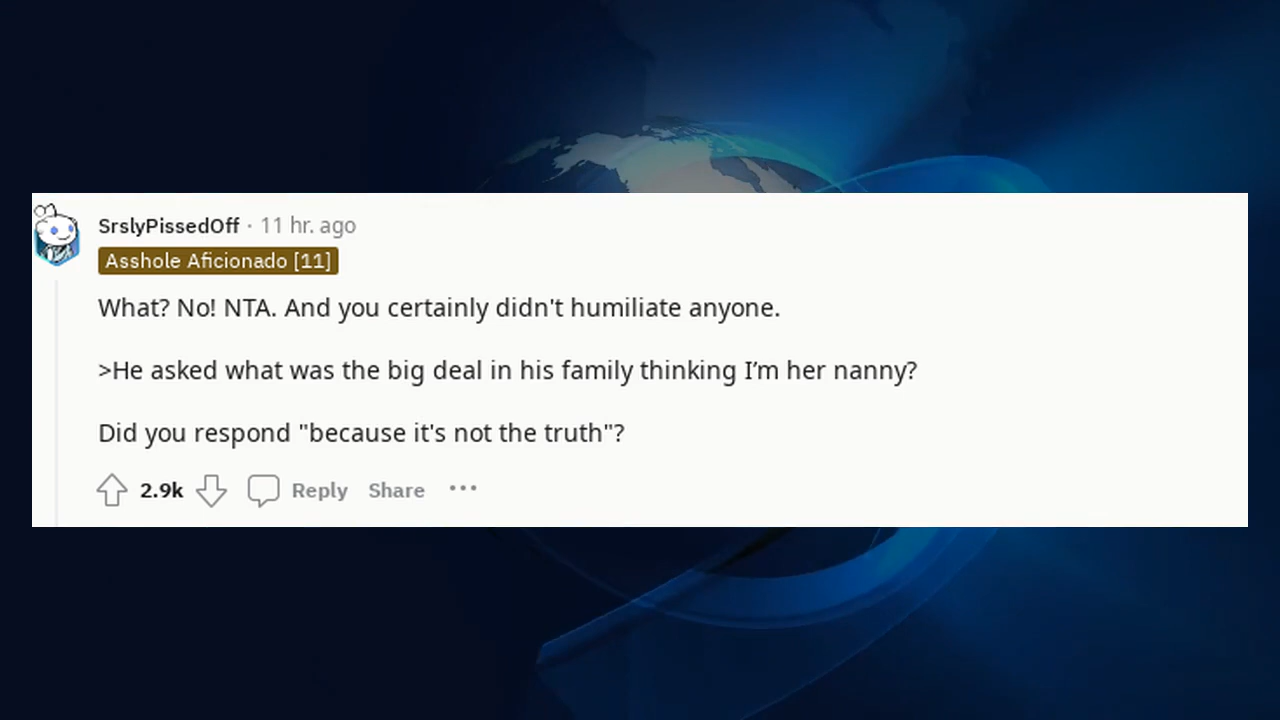 SrslyPissedOff · 11 hr. ago
Asshole Aficionado [11]
What? No! NTA. And you certainly didn't humiliate anyone.
>He asked what was the big deal in his family thinking I’m her nanny?
Did you respond "because it's not the truth"?
2.9k Reply Share ···